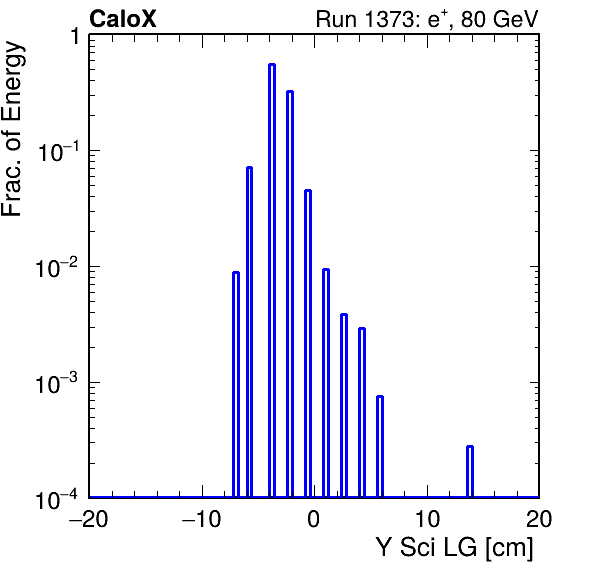 CaloX Run 1373: e⁺, 80 GeV
Frac. of Energy
1
10⁻¹
10⁻²
10⁻³
10⁻⁴
−20 −10 0 10 20
Y Sci LG [cm]